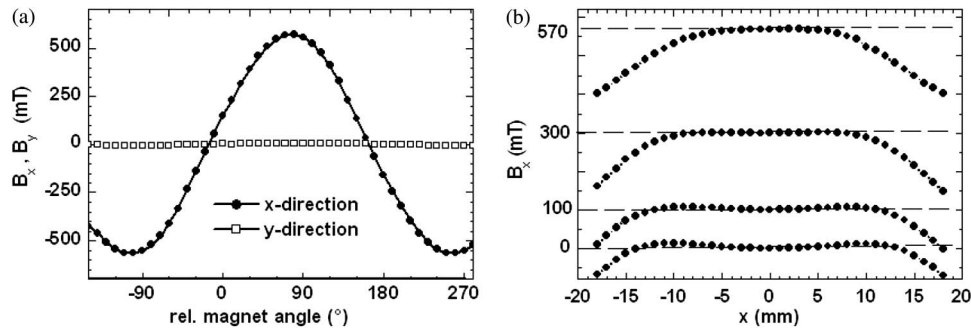 (a)
500
250
0
-250
-500
B_x , B_y (mT)
x-direction
y-direction
-90 0 90 180 270
rel. magnet angle (°)
(b)
570
300
100
0
B_x (mT)
-20 -15 -10 -5 0 5 10 15 20
x (mm)